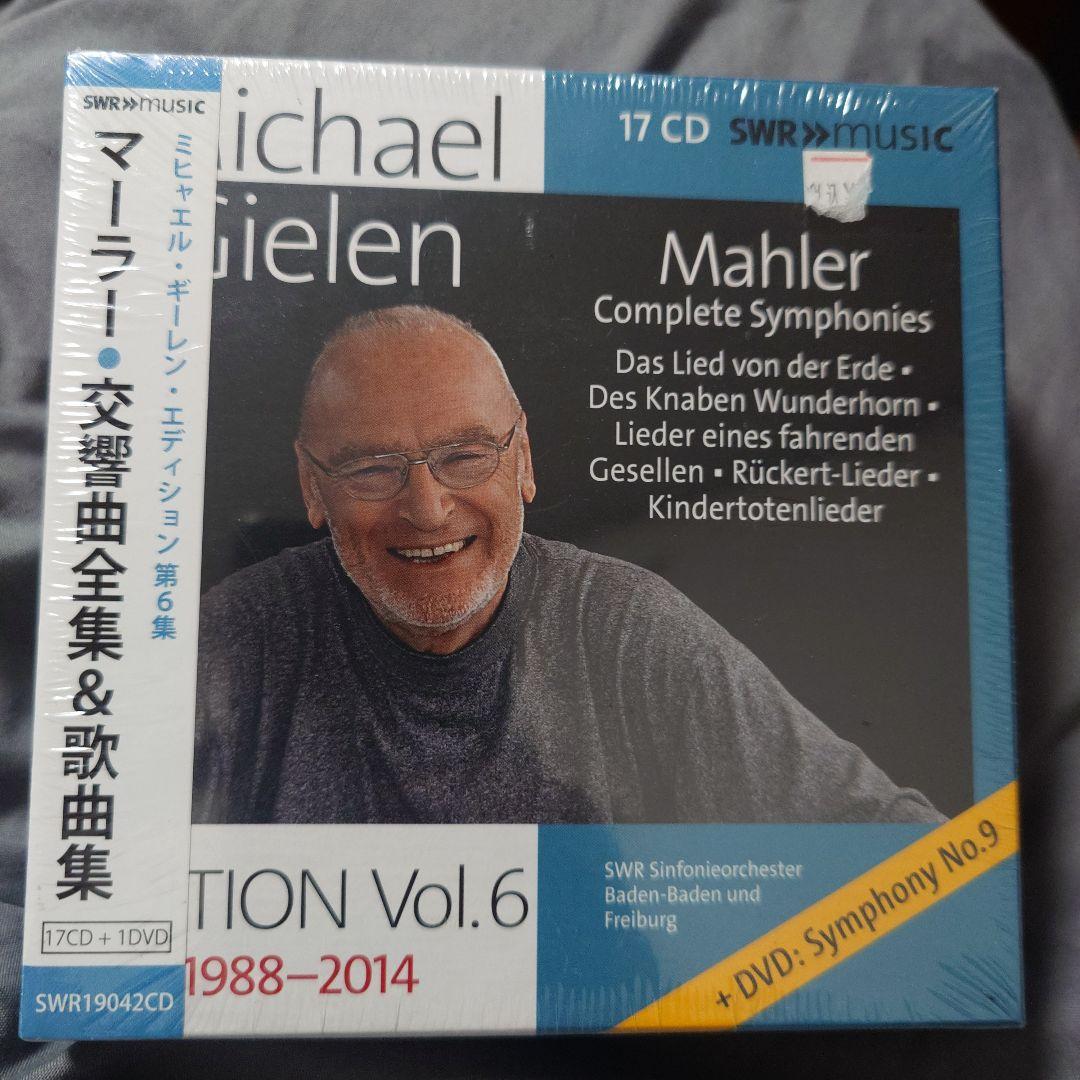 SWR»music
マーラー・交響曲全集&歌曲集
ミヒャエル・ギーレン・エディション 第6集
17CD + 1DVD
SWR19042CD
ichael
Gielen
17 CD SWR»music
Mahler
Complete Symphonies
Das Lied von der Erde ▪
Des Knaben Wunderhorn ▪
Lieder eines fahrenden
Gesellen ▪ Rückert-Lieder ▪
Kindertotenlieder
TION Vol.6
1988–2014
SWR Sinfonieorchester
Baden-Baden und
Freiburg
+ DVD: Symphony No.9